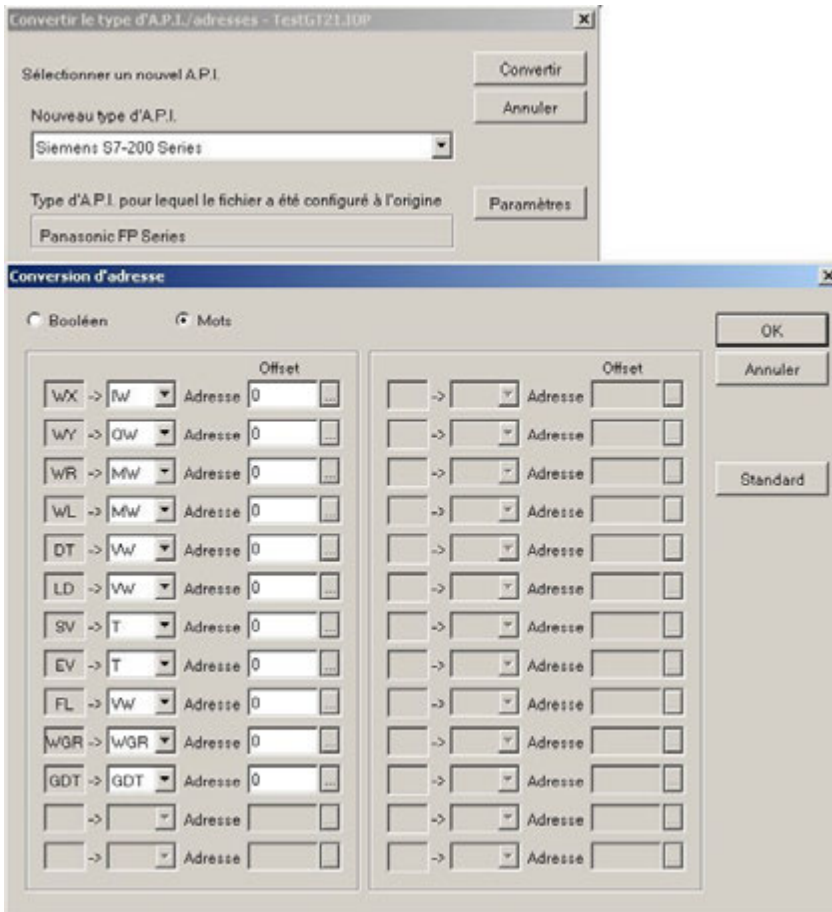 Convertir le type d'A.P.I./adresses - TestGT21.IOP
Sélectionner un nouvel A.P.I.
Convertir
Nouveau type d'A.P.I.
Annuler
Siemens S7-200 Series
Type d'A.P.I. pour lequel le fichier a été configuré à l'origine
Paramètres
Panasonic FP Series
Conversion d'adresse
Booléen Mots
OK
Offset Offset
Annuler
WX -> IW Adresse 0 ... -> Adresse
WY -> QW Adresse 0 ... -> Adresse
WR -> MW Adresse 0 ... -> Adresse
Standard
WL -> MW Adresse 0 ... -> Adresse
DT -> VW Adresse 0 ... -> Adresse
LD -> VW Adresse 0 ... -> Adresse
SV -> T Adresse 0 ... -> Adresse
EV -> T Adresse 0 ... -> Adresse
FL -> VW Adresse 0 ... -> Adresse
WGR -> WGR Adresse 0 ... -> Adresse
GDT -> GDT Adresse 0 ... -> Adresse
-> Adresse -> Adresse
-> Adresse -> Adresse